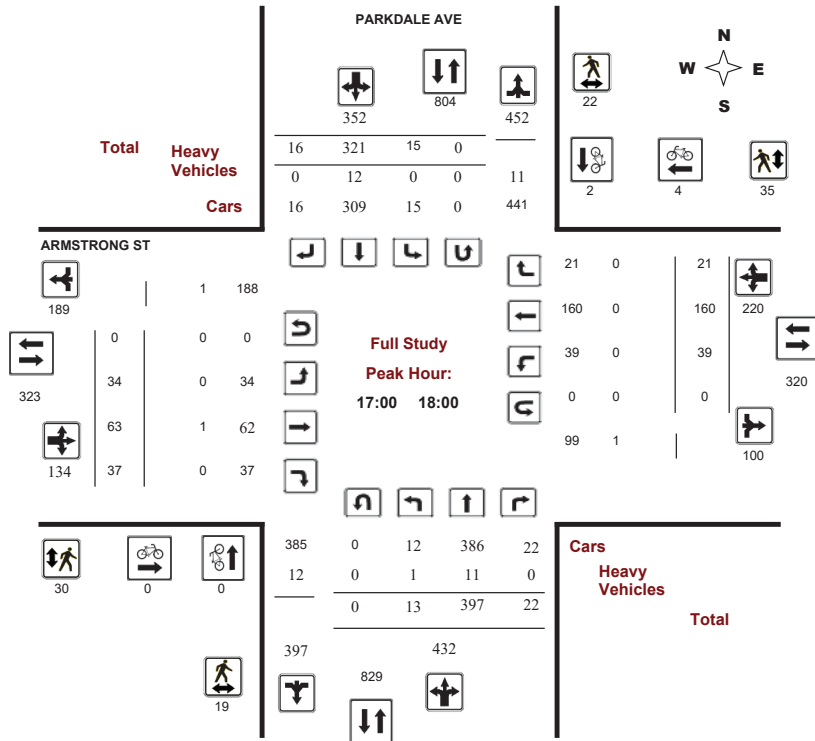 PARKDALE AVE
N
W E
S
352
804
452
22
Total Heavy Vehicles
16 321 15 0
0 12 0 0 11
Cars 16 309 15 0 441
2 4 35
ARMSTRONG ST
189
1 188
0 0 0
323
34 0 34
63 1 62
134
37 0 37
Full Study
Peak Hour:
17:00 18:00
21 0 21
160 0 160 220
39 0 39
320
0 0 0
99 1
100
385 0 12 386 22 Cars
12 0 1 11 0 Heavy Vehicles
0 13 397 22 Total
30 0 0
397 432
829
19